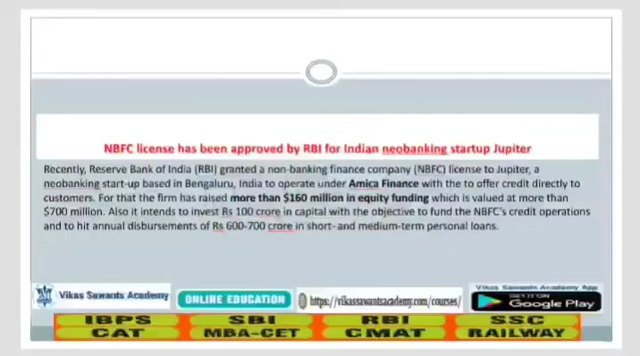 NBFC license has been approved by RBI for Indian neobanking startup Jupiter
Recently, Reserve Bank of India (RBI) granted a non-banking finance company (NBFC) license to Jupiter, a
neobanking start-up based in Bengaluru, India to operate under Amica Finance with the to offer credit directly to
customers. For that the firm has raised more than $160 million in equity funding which is valued at more than
$700 million. Also it intends to invest Rs 100 crore in capital with the objective to fund the NBFC's credit operations
and to hit annual disbursements of Rs 600-700 crore in short- and medium-term personal loans.
Vikas Sawants Academy
ONLINE EDUCATION
https://vikassawantsacademy.com/courses/
Vikas Sawants Academy App
GET IT ON
Google Play
IBPS SBI RBI SSC
CAT MBA-CET CMAT RAILWAY